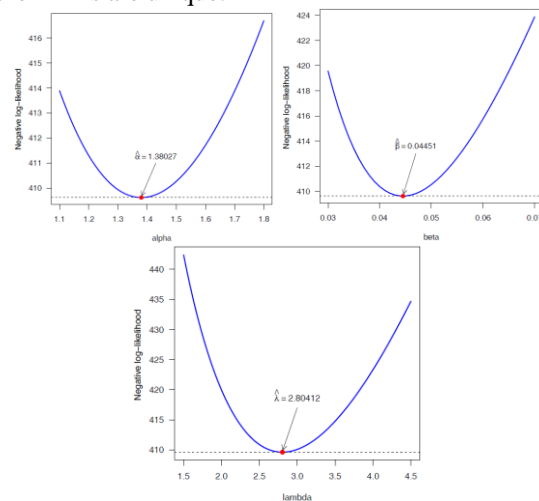 416
415
414
413
412
411
410
Negative log-likelihood
α̂ = 1.38027
1.1 1.2 1.3 1.4 1.5 1.6 1.7 1.8
alpha
424
422
420
418
416
414
412
410
Negative log-likelihood
β̂ = 0.04451
0.03 0.04 0.05 0.06
beta
440
435
430
425
420
415
410
Negative log-likelihood
λ̂ = 2.80412
1.5 2.0 2.5 3.0 3.5 4.0 4.5
lambda